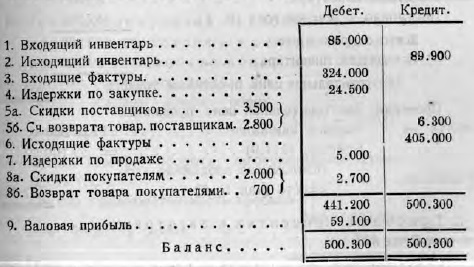 Дебет. Кредит.
1. Входящий инвентарь . . . . . . . . 85.000
2. Исходящий инвентарь. . . . . . . . 89.900
3. Входящие фактуры. . . . . . . . . 324.000
4. Издержки по закупке. . . . . . . . 24.500
5а. Скидки поставщиков . . . . . 3.500
5б. Сч. возврата товар. поставщикам. 2.800 } 6.300
6. Исходящие фактуры . . . . . . . . 405.000
7. Издержки по продаже . . . . . . . 5.000
8а. Скидки покупателям . . . . . 2.000
8б. Возврат товара покупателями. . 700 } 2.700
441.200 500.300
9. Валовая прибыль. . . . . . . . . . 59.100
Баланс. . . . . 500.300 500.300